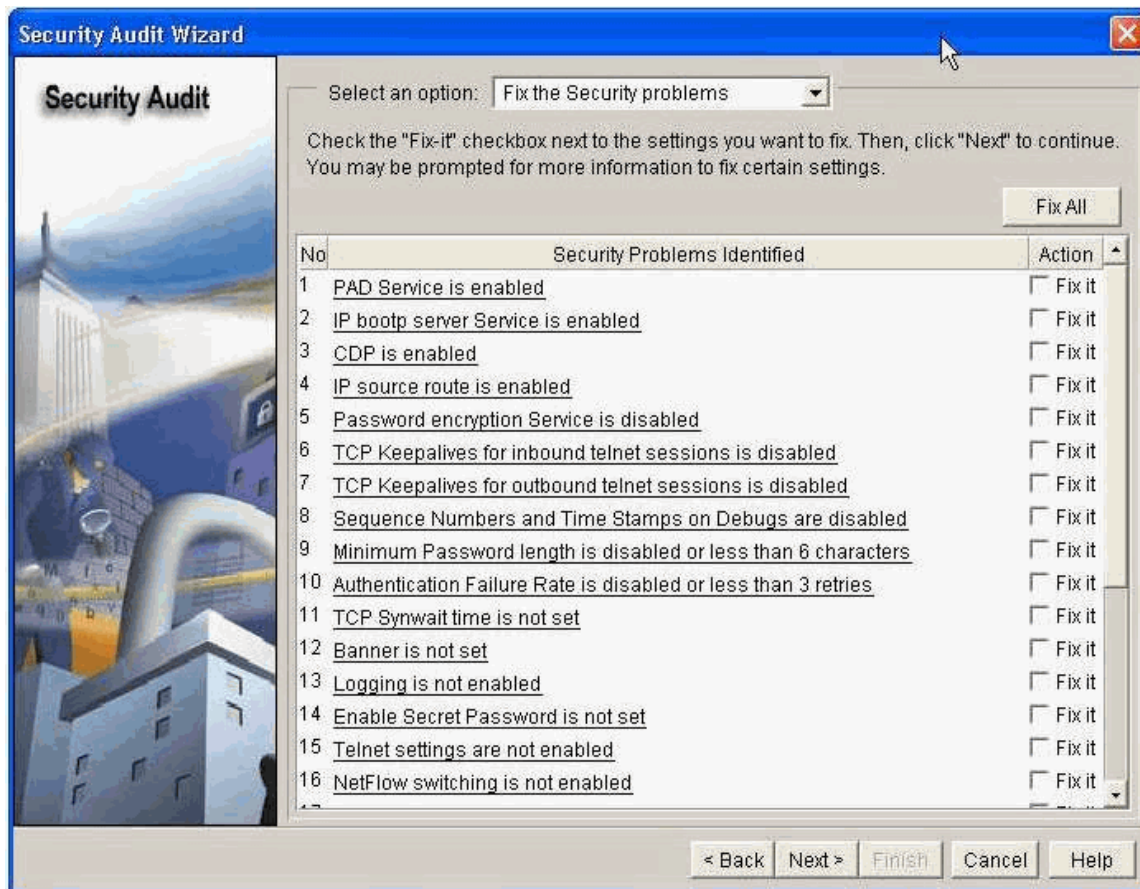 Security Audit Wizard
Security Audit
Select an option: Fix the Security problems
Check the "Fix-it" checkbox next to the settings you want to fix. Then, click "Next" to continue.
You may be prompted for more information to fix certain settings.
Fix All
No Security Problems Identified Action
1 PAD Service is enabled Fix it
2 IP bootp server Service is enabled Fix it
3 CDP is enabled Fix it
4 IP source route is enabled Fix it
5 Password encryption Service is disabled Fix it
6 TCP Keepalives for inbound telnet sessions is disabled Fix it
7 TCP Keepalives for outbound telnet sessions is disabled Fix it
8 Sequence Numbers and Time Stamps on Debugs are disabled Fix it
9 Minimum Password length is disabled or less than 6 characters Fix it
10 Authentication Failure Rate is disabled or less than 3 retries Fix it
11 TCP Synwait time is not set Fix it
12 Banner is not set Fix it
13 Logging is not enabled Fix it
14 Enable Secret Password is not set Fix it
15 Telnet settings are not enabled Fix it
16 NetFlow switching is not enabled Fix it
< Back Next > Finish Cancel Help